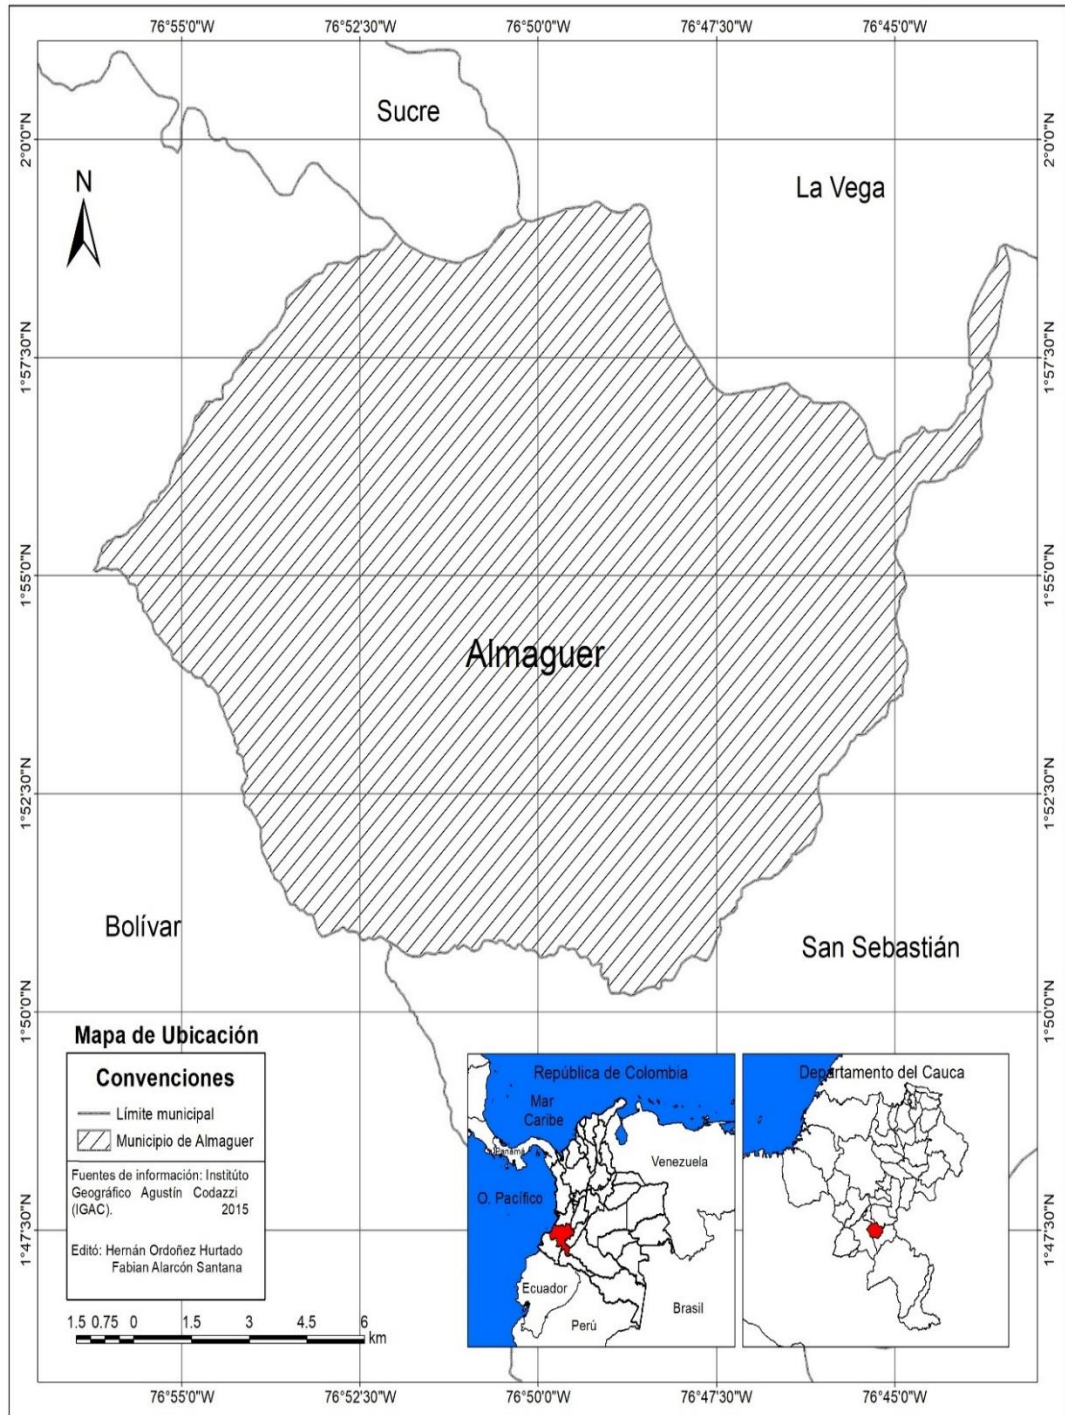 76°55'0"W 76°52'30"W 76°50'0"W 76°47'30"W 76°45'0"W
Sucre
2°0'0"N 2°0'0"N
N
La Vega
1°57'30"N 1°57'30"N
1°55'0"N 1°55'0"N
Almaguer
1°52'30"N 1°52'30"N
Bolívar
San Sebastián
1°50'0"N 1°50'0"N
Mapa de Ubicación
Convenciones
Límite municipal
Municipio de Almaguer
Fuentes de información: Institúto
Geográfico Agustín Codazzi
(IGAC). 2015
Editó: Hernán Ordoñez Hurtado
Fabian Alarcón Santana
1.5 0.75 0 1.5 3 4.5 6
km
República de Colombia
Mar
Caribe
Panamá
Venezuela
O. Pacífico
Ecuador
Perú
Brasil
Departamento del Cauca
1°47'30"N 1°47'30"N
76°55'0"W 76°52'30"W 76°50'0"W 76°47'30"W 76°45'0"W